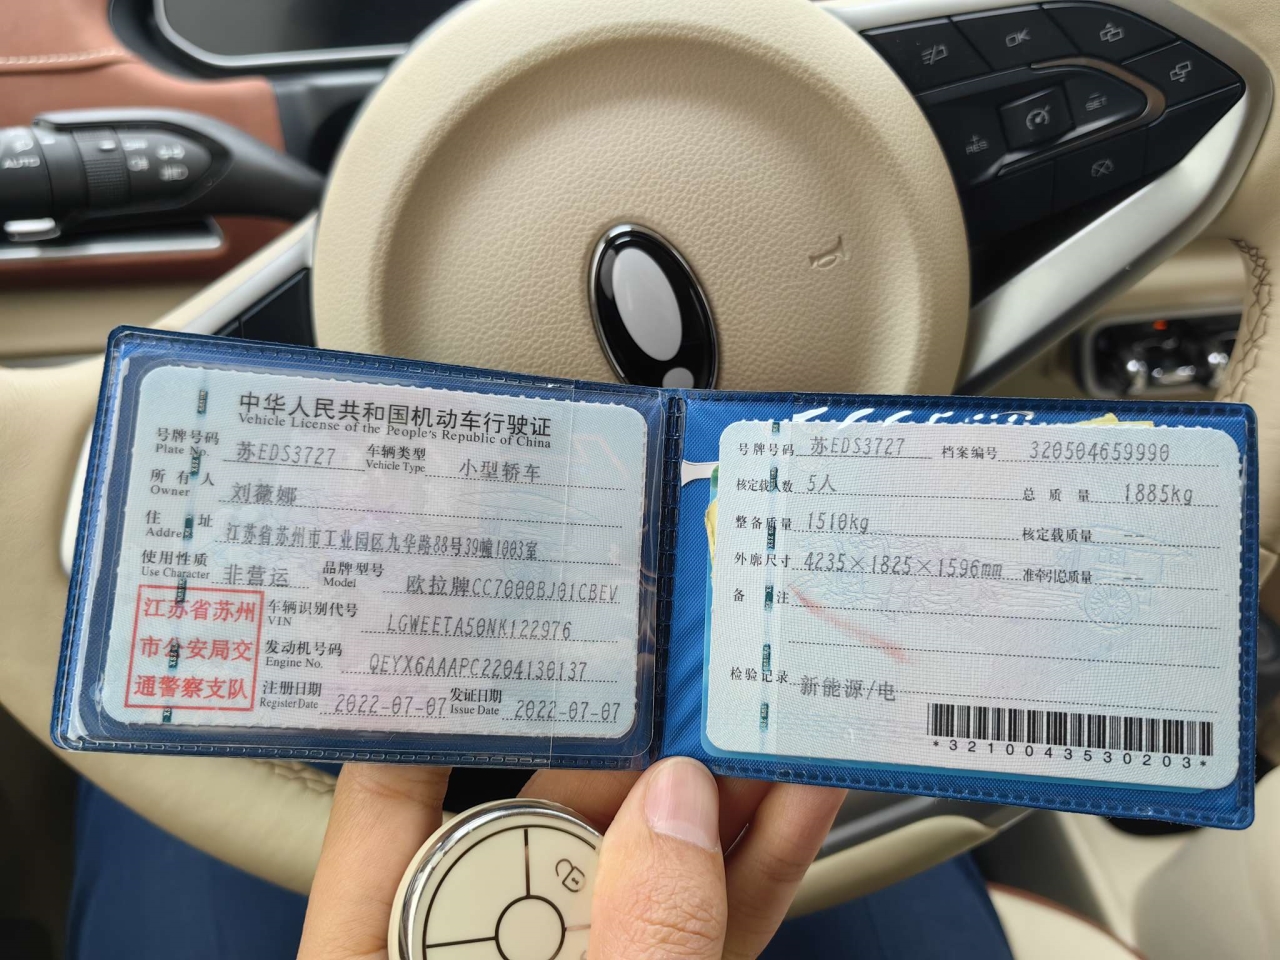 AUTO
OK
SET
+
RES
中华人民共和国机动车行驶证
Vehicle License of the People's Republic of China
号牌号码 苏EDS3727 车辆类型 小型轿车
Plate No. Vehicle Type
所有人 刘薇娜
Owner
住址 江苏省苏州市工业园区九华路88号39幢1003室
Address
使用性质 非营运 品牌型号 欧拉牌CC7000BJ01CBEV
Use Character Model
江苏省苏州
市公安局交
通警察支队
车辆识别代号 LGWEETA50NK122976
VIN
发动机号码 QEYX6AAAPC2204130137
Engine No.
注册日期 2022-07-07 发证日期 2022-07-07
Register Date Issue Date
号牌号码 苏EDS3727 档案编号 320504659990
核定载人数 5人 总质量 1885kg
整备质量 1510kg 核定载质量 --
外廓尺寸 4235×1825×1596mm 准牵引总质量 --
备注
检验记录 新能源/电
*3210043530203*